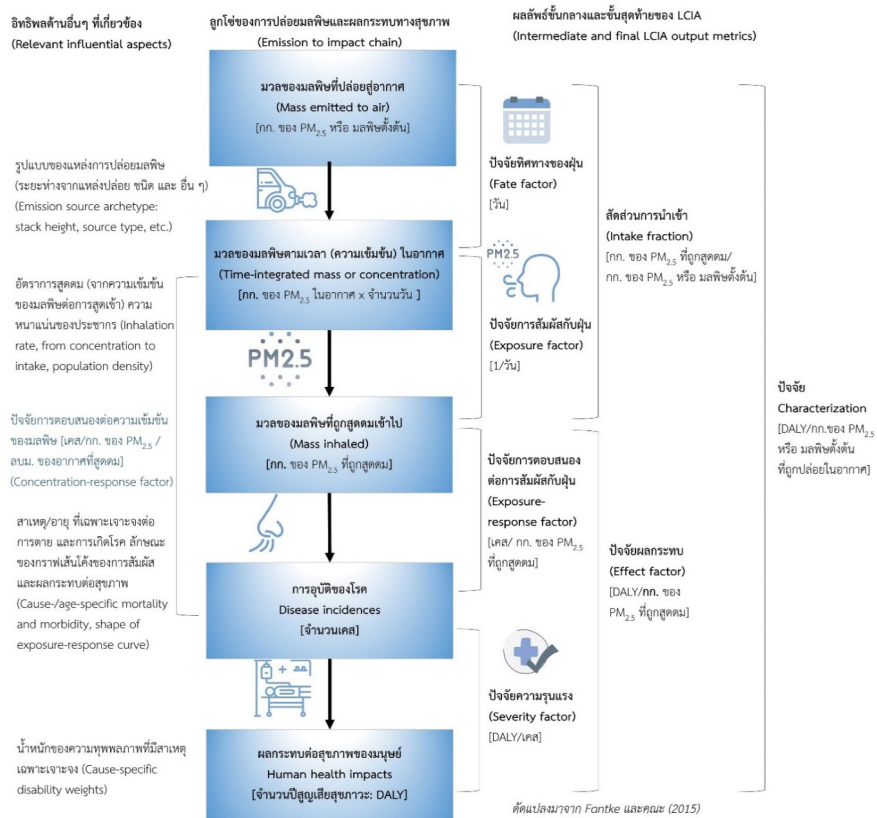 อิทธิพลด้านอื่นๆ ที่เกี่ยวข้อง
(Relevant influential aspects)
ลูกโซ่ของการปล่อยมลพิษและผลกระทบทางสุขภาพ
(Emission to impact chain)
ผลลัพธ์ขั้นกลางและขั้นสุดท้ายของ LCIA
(Intermediate and final LCIA output metrics)
มวลของมลพิษที่ปล่อยสู่อากาศ
(Mass emitted to air)
[กก. ของ PM2.5 หรือ มลพิษตั้งต้น]
ปัจจัยทิศทางของฝุ่น
(Fate factor)
[วัน]
รูปแบบของแหล่งการปล่อยมลพิษ
(ระยะห่างจากแหล่งปล่อย ชนิด และ อื่น ๆ)
(Emission source archetype:
stack height, source type, etc.)
สัดส่วนการนำเข้า
(Intake fraction)
[กก. ของ PM2.5 ที่ถูกสูดดม/
กก. ของ PM2.5 หรือ มลพิษตั้งต้น]
มวลของมลพิษตามเวลา (ความเข้มข้น) ในอากาศ
(Time-integrated mass or concentration)
[กก. ของ PM2.5 ในอากาศ x จำนวนวัน ]
PM2.5
ปัจจัยการสัมผัสกับฝุ่น
(Exposure factor)
[1/วัน]
อัตราการสูดดม (จากความเข้มข้น
ของมลพิษต่อการสูดเข้า) ความ
หนาแน่นของประชากร (Inhalation
rate, from concentration to
intake, population density)
PM2.5
ปัจจัย
Characterization
[DALY/กก.ของ PM2.5
หรือ มลพิษตั้งต้น
ที่ถูกปล่อยในอากาศ]
ปัจจัยการตอบสนองต่อความเข้มข้น
ของมลพิษ [เคส/กก. ของ PM2.5 /
ลบม. ของอากาศที่สูดดม]
(Concentration-response factor)
มวลของมลพิษที่ถูกสูดดมเข้าไป
(Mass inhaled)
[กก. ของ PM2.5 ที่ถูกสูดดม]
ปัจจัยการตอบสนอง
ต่อการสัมผัสกับฝุ่น
(Exposure-
response factor)
[เคส/ กก. ของ PM2.5
ที่ถูกสูดดม]
สาเหตุ/อายุ ที่เฉพาะเจาะจงต่อ
การตาย และการเกิดโรค ลักษณะ
ของกราฟเส้นโค้งของการสัมผัส
และผลกระทบต่อสุขภาพ
(Cause-/age-specific mortality
and morbidity, shape of
exposure-response curve)
ปัจจัยผลกระทบ
(Effect factor)
[DALY/กก. ของ
PM2.5 ที่ถูกสูดดม]
การอุบัติของโรค
Disease incidences
[จำนวนเคส]
ปัจจัยความรุนแรง
(Severity factor)
[DALY/เคส]
น้ำหนักของความทุพพลภาพที่มีสาเหตุ
เฉพาะเจาะจง (Cause-specific
disability weights)
ผลกระทบต่อสุขภาพของมนุษย์
Human health impacts
[จำนวนปีสูญเสียสุขภาวะ: DALY]
ดัดแปลงมาจาก Fantke และคณะ (2015)